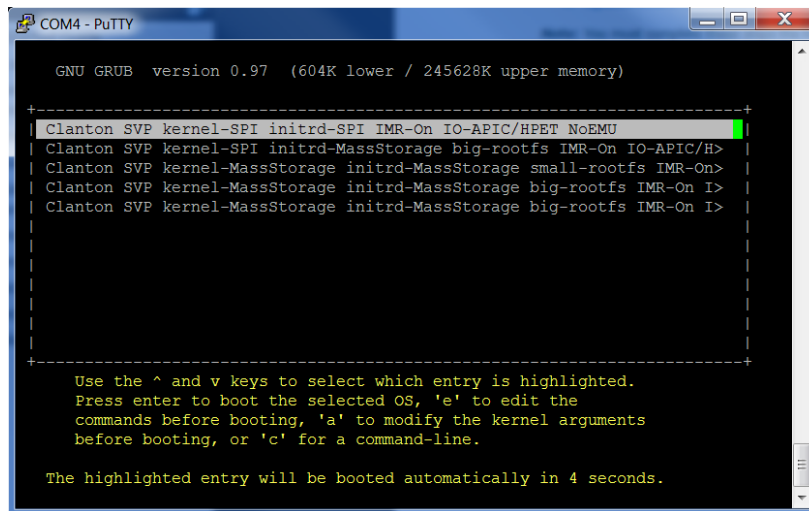 COM4 - PuTTY
GNU GRUB version 0.97 (604K lower / 245628K upper memory)
Clanton SVP kernel-SPI initrd-SPI IMR-On IO-APIC/HPET NoEMU
Clanton SVP kernel-SPI initrd-MassStorage big-rootfs IMR-On IO-APIC/H>
Clanton SVP kernel-MassStorage initrd-MassStorage small-rootfs IMR-On>
Clanton SVP kernel-MassStorage initrd-MassStorage big-rootfs IMR-On I>
Clanton SVP kernel-MassStorage initrd-MassStorage big-rootfs IMR-On I>
Use the ^ and v keys to select which entry is highlighted.
Press enter to boot the selected OS, 'e' to edit the
commands before booting, 'a' to modify the kernel arguments
before booting, or 'c' for a command-line.
The highlighted entry will be booted automatically in 4 seconds.